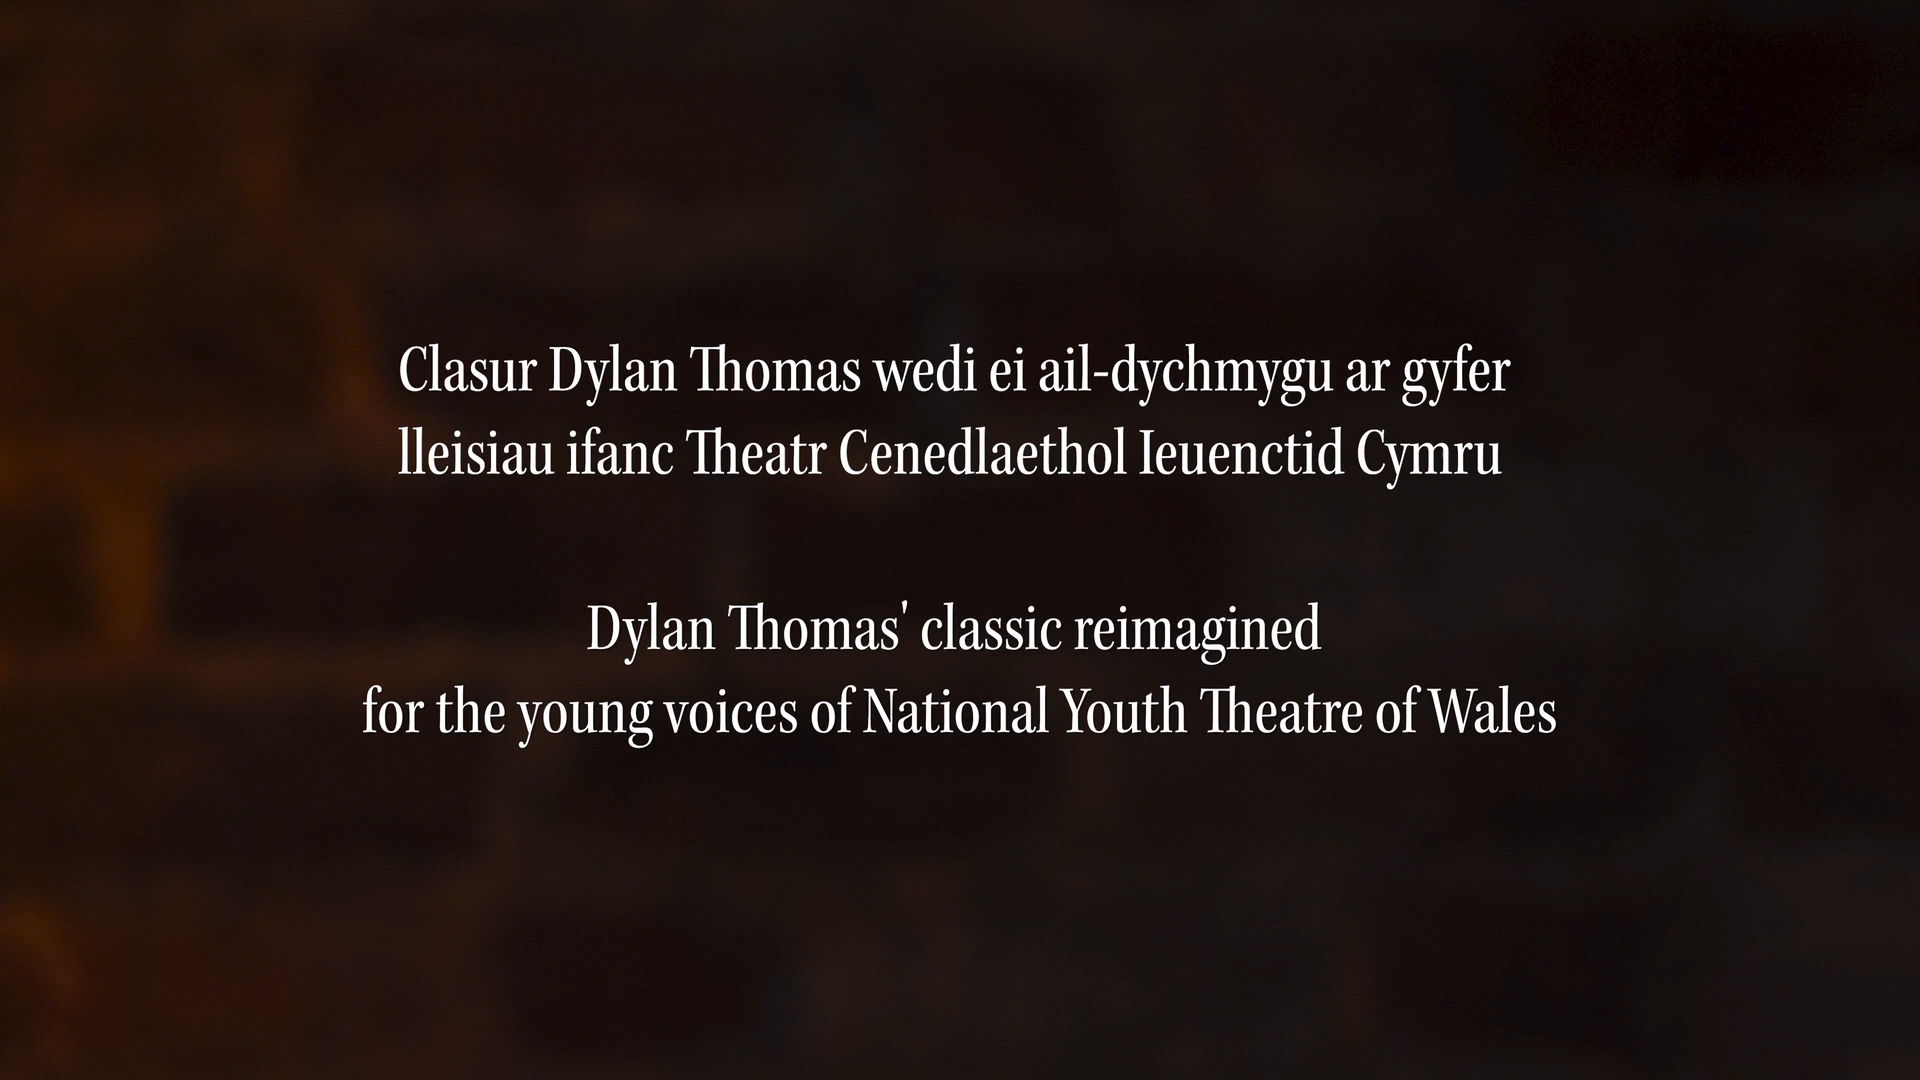 Clasur Dylan Thomas wedi ei ail-dychmygu ar gyfer
lleisiau ifanc Theatr Cenedlaethol Ieuenctid Cymru
Dylan Thomas' classic reimagined
for the young voices of National Youth Theatre of Wales